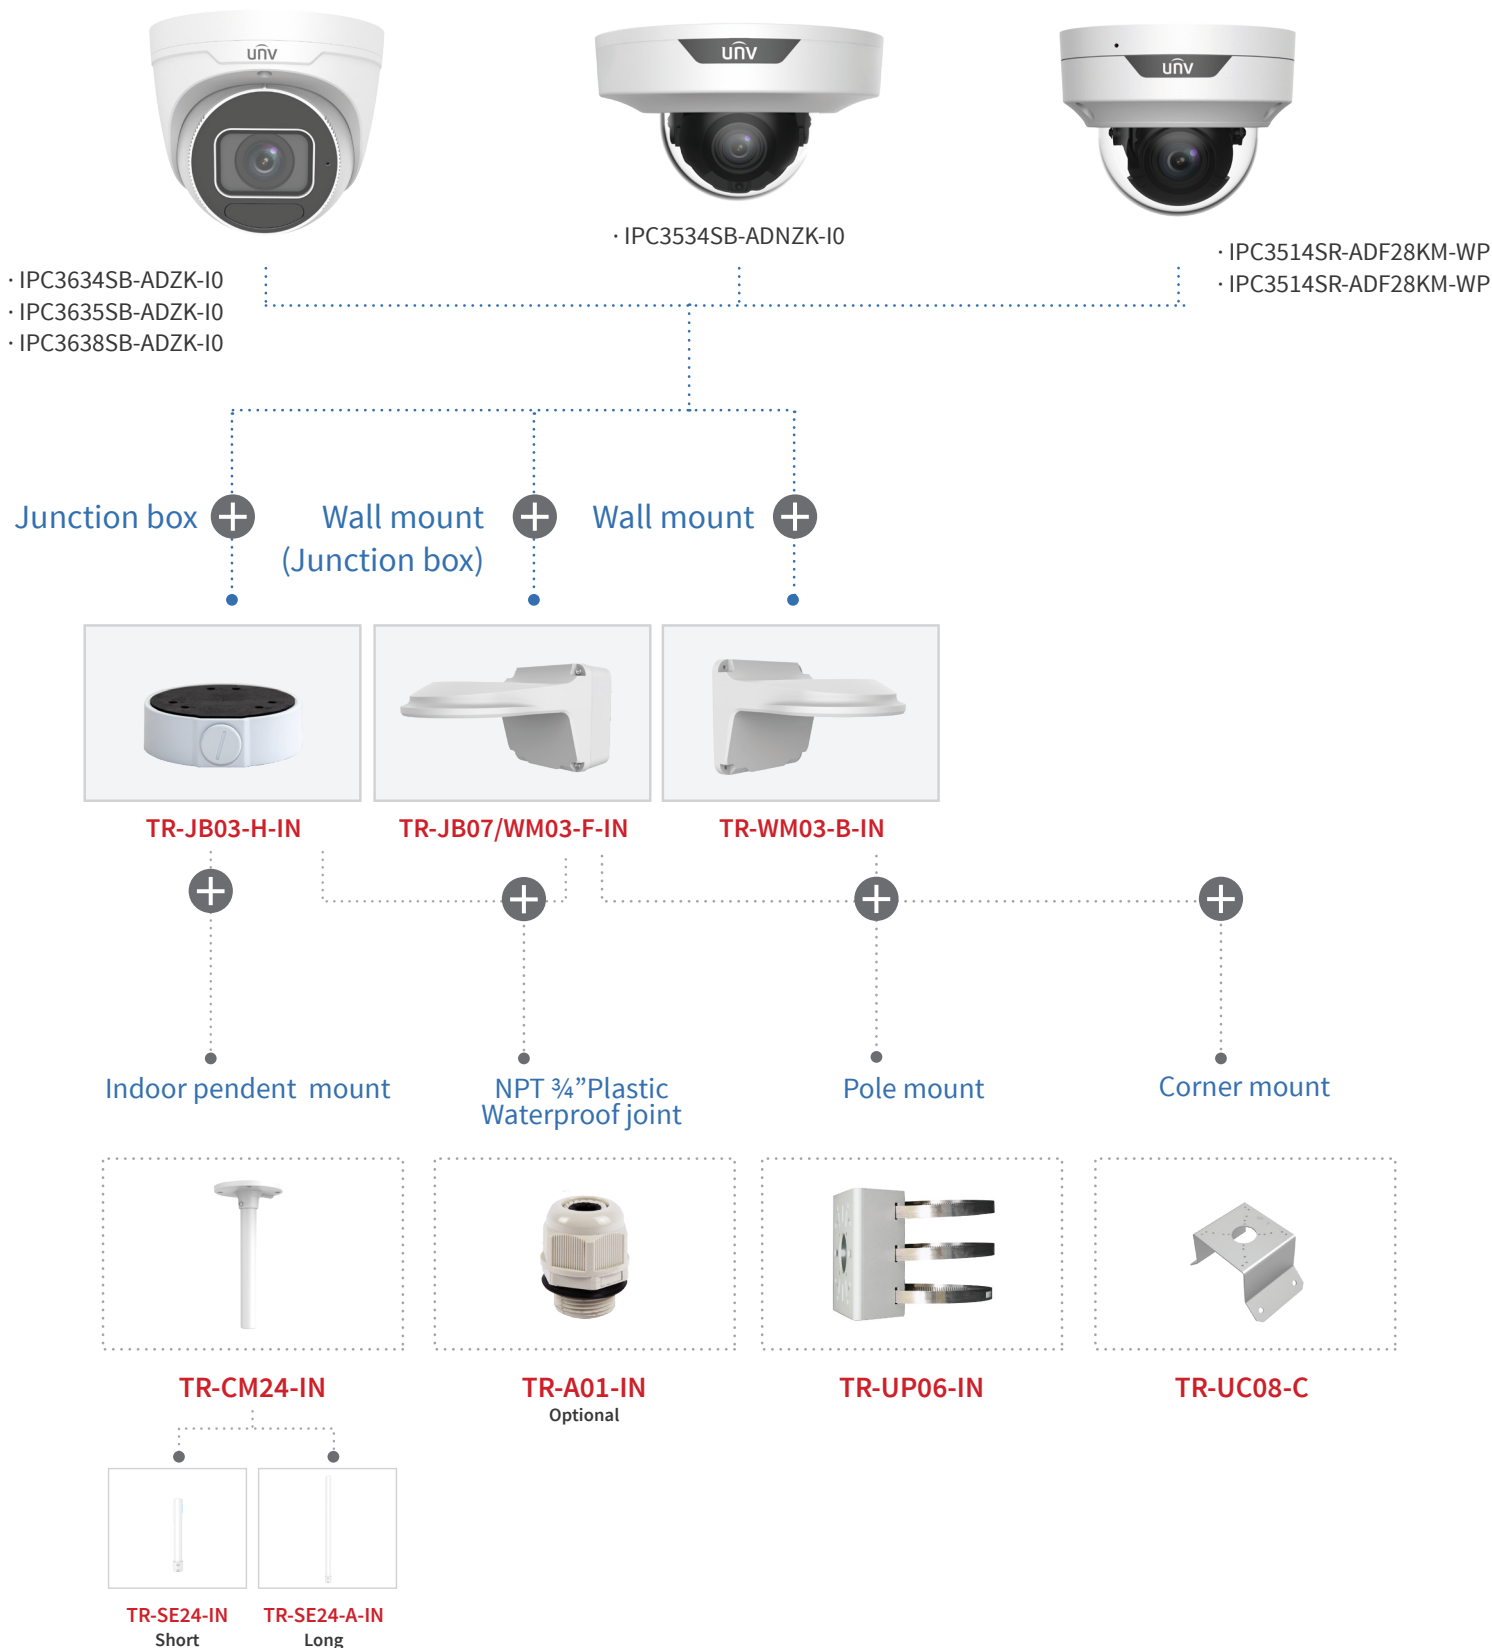 unv
unv
unv
· IPC3534SB-ADNZK-I0
· IPC3634SB-ADZK-I0
· IPC3635SB-ADZK-I0
· IPC3638SB-ADZK-I0
· IPC3514SR-ADF28KM-WP
· IPC3514SR-ADF28KM-WP
Junction box
Wall mount
(Junction box)
Wall mount
TR-JB03-H-IN
TR-JB07/WM03-F-IN
TR-WM03-B-IN
Indoor pendent mount
NPT ¾”Plastic
Waterproof joint
Pole mount
Corner mount
TR-CM24-IN
TR-A01-IN
Optional
TR-UP06-IN
TR-UC08-C
TR-SE24-IN
Short
TR-SE24-A-IN
Long